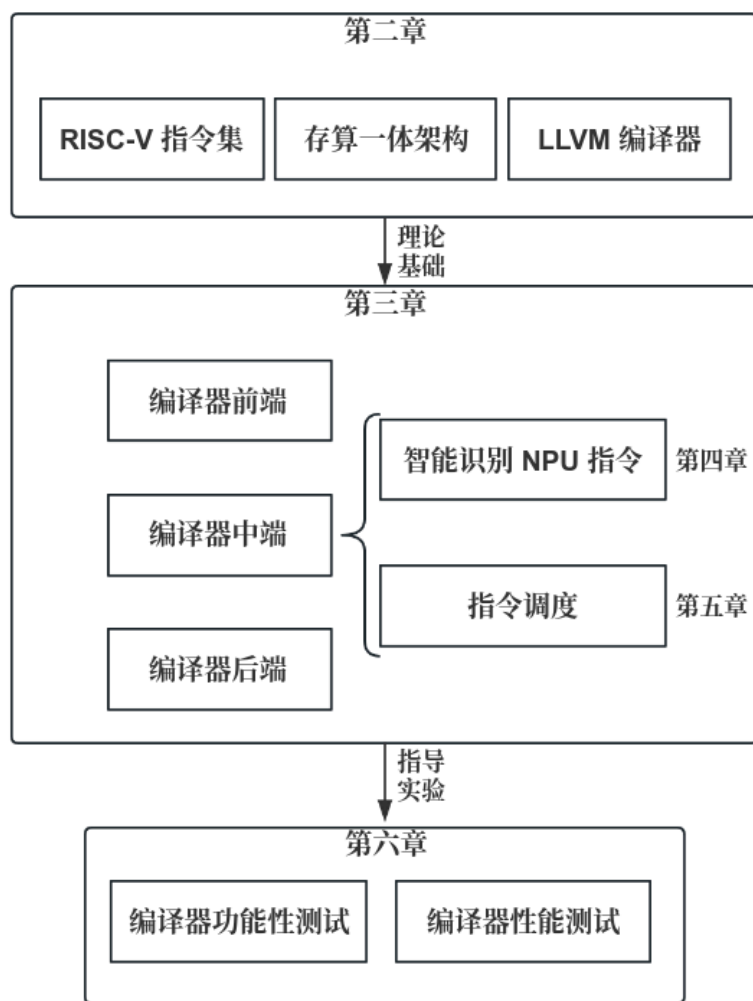 第二章
RISC-V 指令集
存算一体架构
LLVM 编译器
理论
基础
第三章
编译器前端
智能识别 NPU 指令
第四章
编译器中端
指令调度
第五章
编译器后端
指导
实验
第六章
编译器功能性测试
编译器性能测试